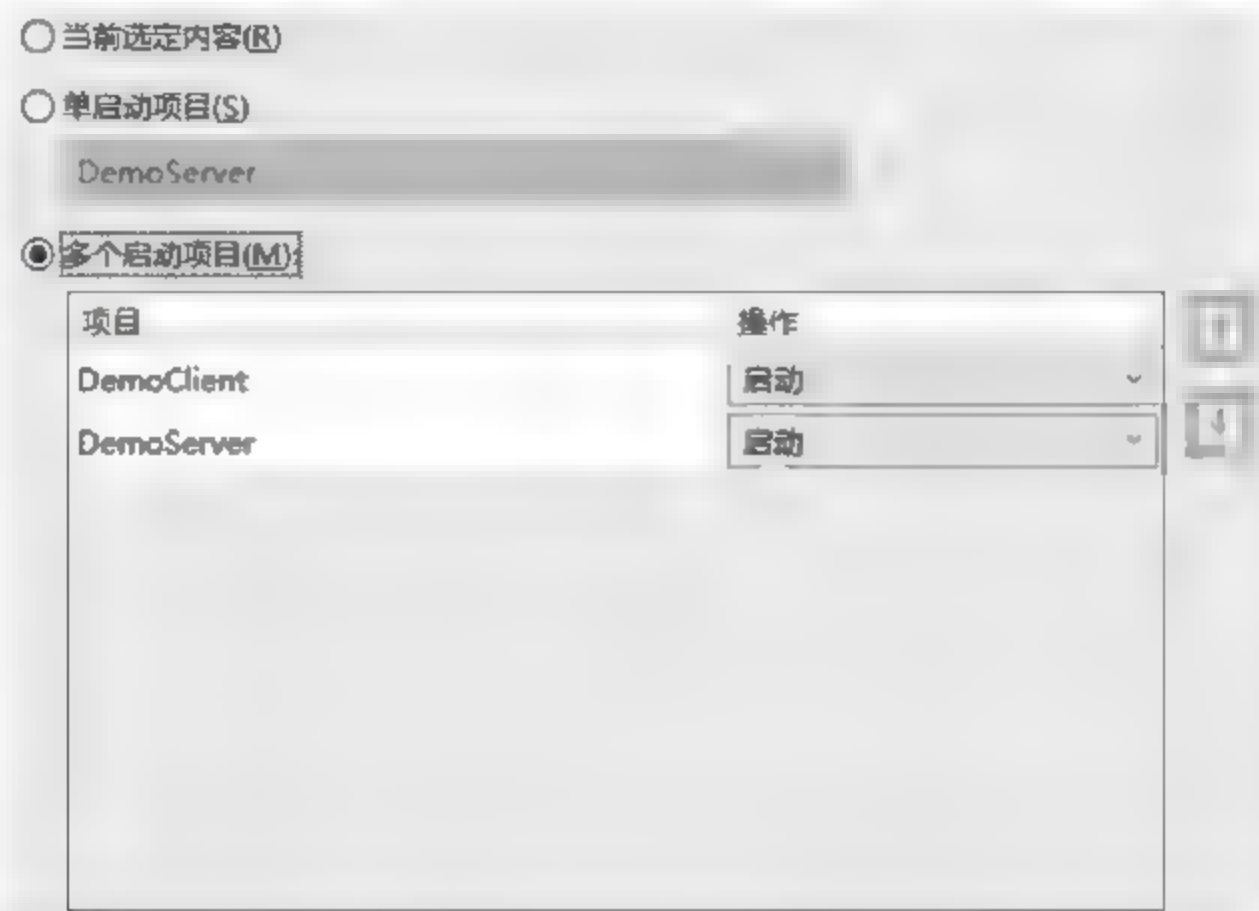 当前选定内容(R)
单启动项目(S)
DemoServer
多个启动项目(M):
项目 操作
DemoClient 启动
DemoServer 启动